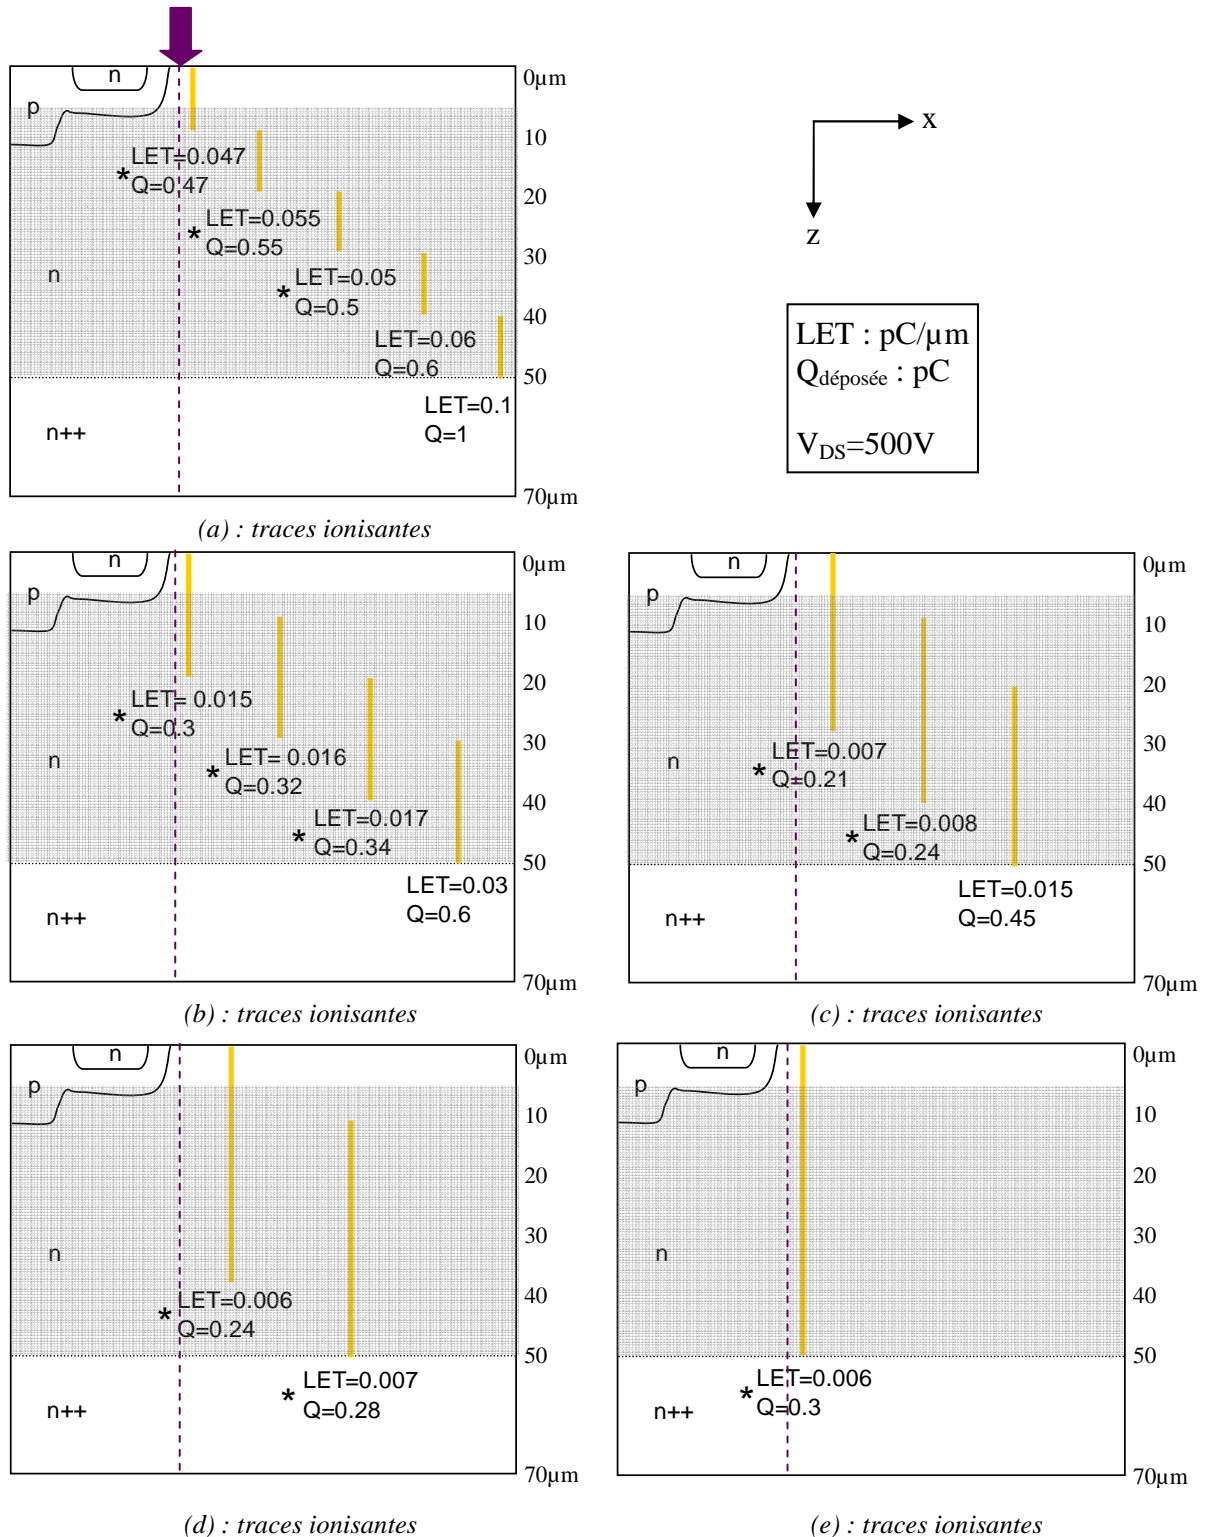 n
p
0µm
10
20
30
40
50
70µm
* LET=0.047
Q=0.47
* LET=0.055
Q=0.55
* LET=0.05
Q=0.5
LET=0.06
Q=0.6
LET=0.1
Q=1
n
n++
(a) : traces ionisantes
x
z
LET : pC/µm
Qdéposée : pC
VDS=500V
n
p
0µm
10
20
30
40
50
70µm
* LET= 0.015
Q=0.3
* LET= 0.016
Q=0.32
* LET=0.017
Q=0.34
LET=0.03
Q=0.6
n
n++
(b) : traces ionisantes
n
p
0µm
10
20
30
40
50
70µm
* LET=0.007
Q=0.21
* LET=0.008
Q=0.24
LET=0.015
Q=0.45
n
n++
(c) : traces ionisantes
n
p
0µm
10
20
30
40
50
70µm
* LET=0.006
Q=0.24
* LET=0.007
Q=0.28
n
n++
(d) : traces ionisantes
n
p
0µm
10
20
30
40
50
70µm
* LET=0.006
Q=0.3
n
n++
(e) : traces ionisantes